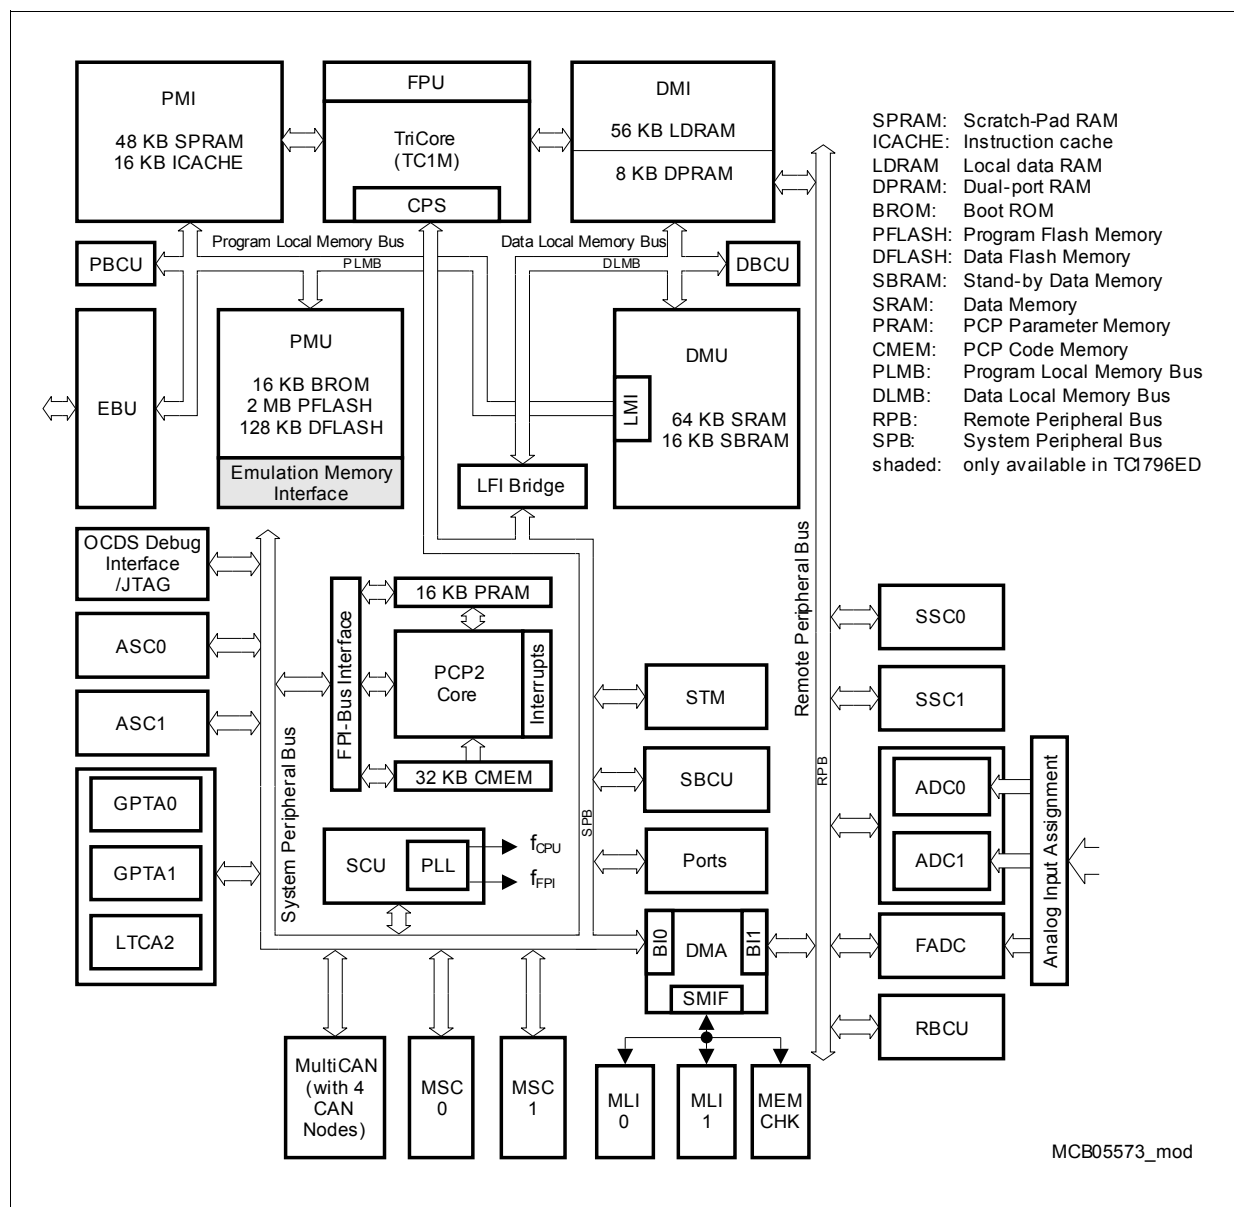 PMI
48 KB SPRAM
16 KB ICACHE
FPU
TriCore
(TC1M)
CPS
DMI
56 KB LDRAM
8 KB DPRAM
SPRAM: Scratch-Pad RAM
ICACHE: Instruction cache
LDRAM Local data RAM
DPRAM: Dual-port RAM
BROM: Boot ROM
PFLASH: Program Flash Memory
DFLASH: Data Flash Memory
SBRAM: Stand-by Data Memory
SRAM: Data Memory
PRAM: PCP Parameter Memory
CMEM: PCP Code Memory
PLMB: Program Local Memory Bus
DLMB: Data Local Memory Bus
RPB: Remote Peripheral Bus
SPB: System Peripheral Bus
shaded: only available in TC1796ED
PBCU
Program Local Memory Bus
PLMB
Data Local Memory Bus
DLMB
DBCU
EBU
PMU
16 KB BROM
2 MB PFLASH
128 KB DFLASH
Emulation Memory
Interface
DMU
LMI
64 KB SRAM
16 KB SBRAM
LFI Bridge
OCDS Debug
Interface
/JTAG
ASC0
ASC1
GPTA0
GPTA1
LTCA2
System Peripheral Bus
FPI-Bus Interface
16 KB PRAM
PCP2
Core
Interrupts
32 KB CMEM
SCU
PLL
fCPU
fFPI
SPB
STM
SBCU
Ports
BI0
DMA
BI1
SMIF
Remote Peripheral Bus
RPB
SSC0
SSC1
ADC0
ADC1
FADC
RBCU
Analog Input Assignment
MultiCAN
(with 4
CAN
Nodes)
MSC
0
MSC
1
MLI
0
MLI
1
MEM
CHK
MCB05573_mod